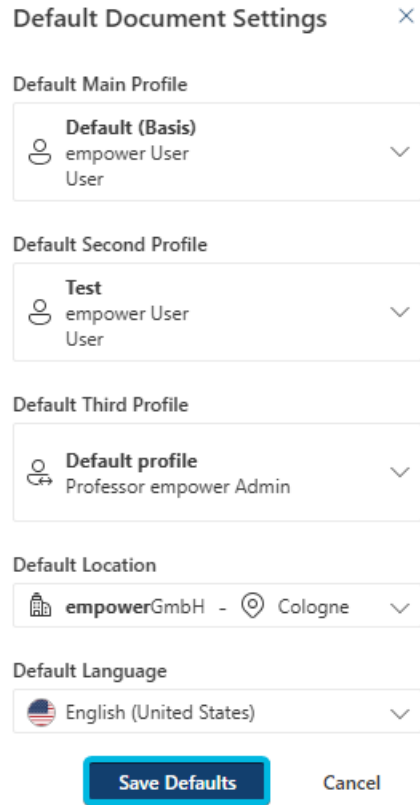 Default Document Settings
Default Main Profile
Default (Basis)
empower User
User
Default Second Profile
Test
empower User
User
Default Third Profile
Default profile
Professor empower Admin
Default Location
empowerGmbH - Cologne
Default Language
English (United States)
Save Defaults Cancel